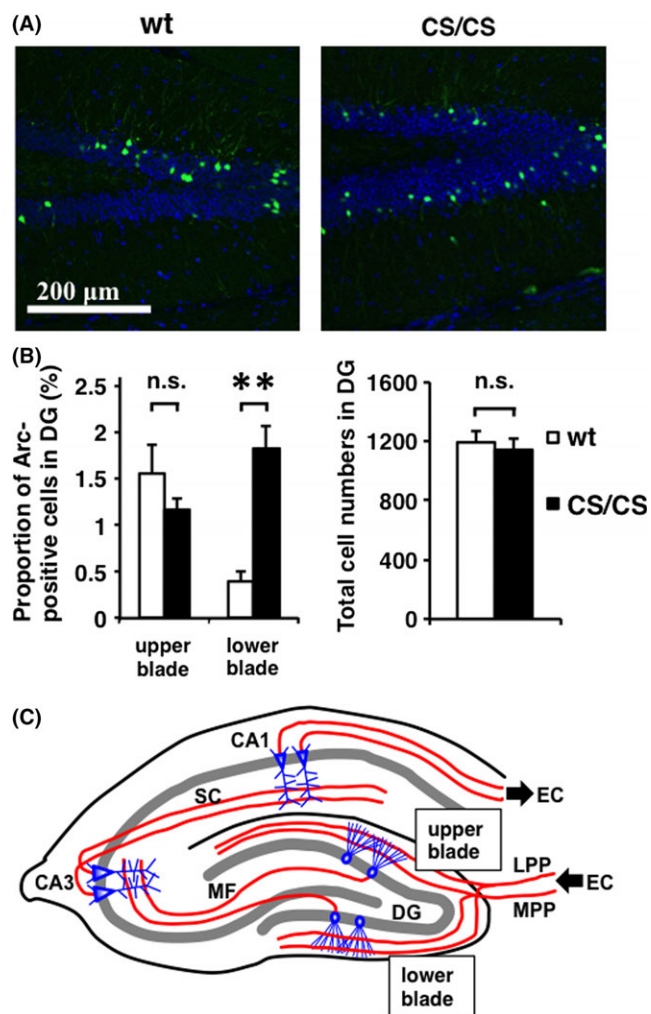 (A)
wt
CS/CS
200 µm
(B)
Proportion of Arc-
positive cells in DG (%)
2.5
2
1.5
1
0.5
0
n.s.
**
upper
blade
lower
blade
Total cell numbers in DG
1600
1200
800
400
0
n.s.
wt
CS/CS
(C)
CA1
SC
EC
upper
blade
LPP
CA3
MF
EC
DG
MPP
lower
blade